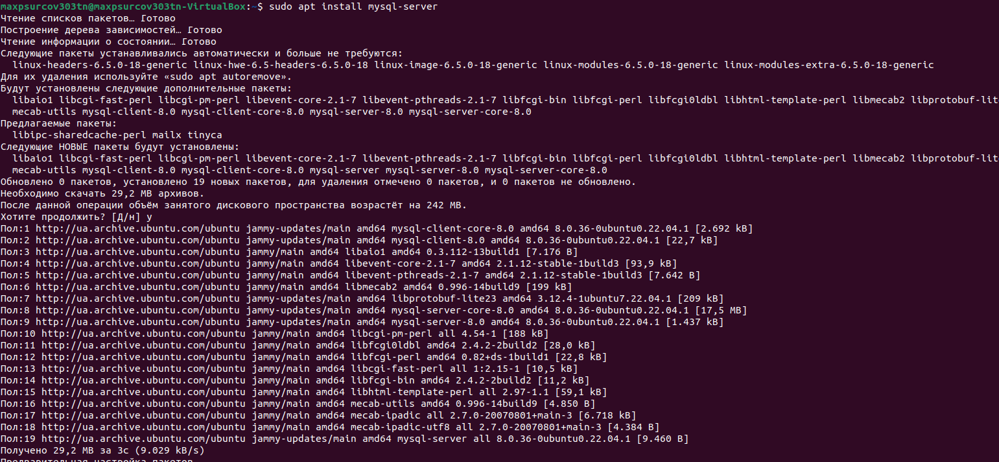 maxpsurcov303tn@maxpsurcov303tn-VirtualBox:~$ sudo apt install mysql-server
Чтение списков пакетов… Готово
Построение дерева зависимостей… Готово
Чтение информации о состоянии… Готово
Следующие пакеты устанавливались автоматически и больше не требуются:
  linux-headers-6.5.0-18-generic linux-hwe-6.5-headers-6.5.0-18 linux-image-6.5.0-18-generic linux-modules-6.5.0-18-generic linux-modules-extra-6.5.0-18-generic
Для их удаления используйте «sudo apt autoremove».
Будут установлены следующие дополнительные пакеты:
  libaio1 libcgi-fast-perl libcgi-pm-perl libevent-core-2.1-7 libevent-pthreads-2.1-7 libfcgi-bin libfcgi-perl libfcgi0ldbl libhtml-template-perl libmecab2 libprotobuf-lit
  mecab-utils mysql-client-8.0 mysql-client-core-8.0 mysql-server-8.0 mysql-server-core-8.0
Предлагаемые пакеты:
  libipc-sharedcache-perl mailx tinyca
Следующие НОВЫЕ пакеты будут установлены:
  libaio1 libcgi-fast-perl libcgi-pm-perl libevent-core-2.1-7 libevent-pthreads-2.1-7 libfcgi-bin libfcgi-perl libfcgi0ldbl libhtml-template-perl libmecab2 libprotobuf-lit
  mecab-utils mysql-client-8.0 mysql-client-core-8.0 mysql-server mysql-server-8.0 mysql-server-core-8.0
Обновлено 0 пакетов, установлено 19 новых пакетов, для удаления отмечено 0 пакетов, и 0 пакетов не обновлено.
Необходимо скачать 29,2 MB архивов.
После данной операции объём занятого дискового пространства возрастёт на 242 MB.
Хотите продолжить? [Д/н] y
Пол:1 http://ua.archive.ubuntu.com/ubuntu jammy-updates/main amd64 mysql-client-core-8.0 amd64 8.0.36-0ubuntu0.22.04.1 [2.692 kB]
Пол:2 http://ua.archive.ubuntu.com/ubuntu jammy-updates/main amd64 mysql-client-8.0 amd64 8.0.36-0ubuntu0.22.04.1 [22,7 kB]
Пол:3 http://ua.archive.ubuntu.com/ubuntu jammy/main amd64 libaio1 amd64 0.3.112-13build1 [7.176 B]
Пол:4 http://ua.archive.ubuntu.com/ubuntu jammy/main amd64 libevent-core-2.1-7 amd64 2.1.12-stable-1build3 [93,9 kB]
Пол:5 http://ua.archive.ubuntu.com/ubuntu jammy/main amd64 libevent-pthreads-2.1-7 amd64 2.1.12-stable-1build3 [7.642 B]
Пол:6 http://ua.archive.ubuntu.com/ubuntu jammy/main amd64 libmecab2 amd64 0.996-14build9 [199 kB]
Пол:7 http://ua.archive.ubuntu.com/ubuntu jammy-updates/main amd64 libprotobuf-lite23 amd64 3.12.4-1ubuntu7.22.04.1 [209 kB]
Пол:8 http://ua.archive.ubuntu.com/ubuntu jammy-updates/main amd64 mysql-server-core-8.0 amd64 8.0.36-0ubuntu0.22.04.1 [17,5 MB]
Пол:9 http://ua.archive.ubuntu.com/ubuntu jammy-updates/main amd64 mysql-server-8.0 amd64 8.0.36-0ubuntu0.22.04.1 [1.437 kB]
Пол:10 http://ua.archive.ubuntu.com/ubuntu jammy/main amd64 libcgi-pm-perl all 4.54-1 [188 kB]
Пол:11 http://ua.archive.ubuntu.com/ubuntu jammy/main amd64 libfcgi0ldbl amd64 2.4.2-2build2 [28,0 kB]
Пол:12 http://ua.archive.ubuntu.com/ubuntu jammy/main amd64 libfcgi-perl amd64 0.82+ds-1build1 [22,8 kB]
Пол:13 http://ua.archive.ubuntu.com/ubuntu jammy/main amd64 libcgi-fast-perl all 1:2.15-1 [10,5 kB]
Пол:14 http://ua.archive.ubuntu.com/ubuntu jammy/main amd64 libfcgi-bin amd64 2.4.2-2build2 [11,2 kB]
Пол:15 http://ua.archive.ubuntu.com/ubuntu jammy/main amd64 libhtml-template-perl all 2.97-1.1 [59,1 kB]
Пол:16 http://ua.archive.ubuntu.com/ubuntu jammy/main amd64 mecab-utils amd64 0.996-14build9 [4.850 B]
Пол:17 http://ua.archive.ubuntu.com/ubuntu jammy/main amd64 mecab-ipadic all 2.7.0-20070801+main-3 [6.718 kB]
Пол:18 http://ua.archive.ubuntu.com/ubuntu jammy/main amd64 mecab-ipadic-utf8 all 2.7.0-20070801+main-3 [4.384 B]
Пол:19 http://ua.archive.ubuntu.com/ubuntu jammy-updates/main amd64 mysql-server all 8.0.36-0ubuntu0.22.04.1 [9.460 B]
Получено 29,2 MB за 3с (9.029 kB/s)
Предварительная настройка пакетов